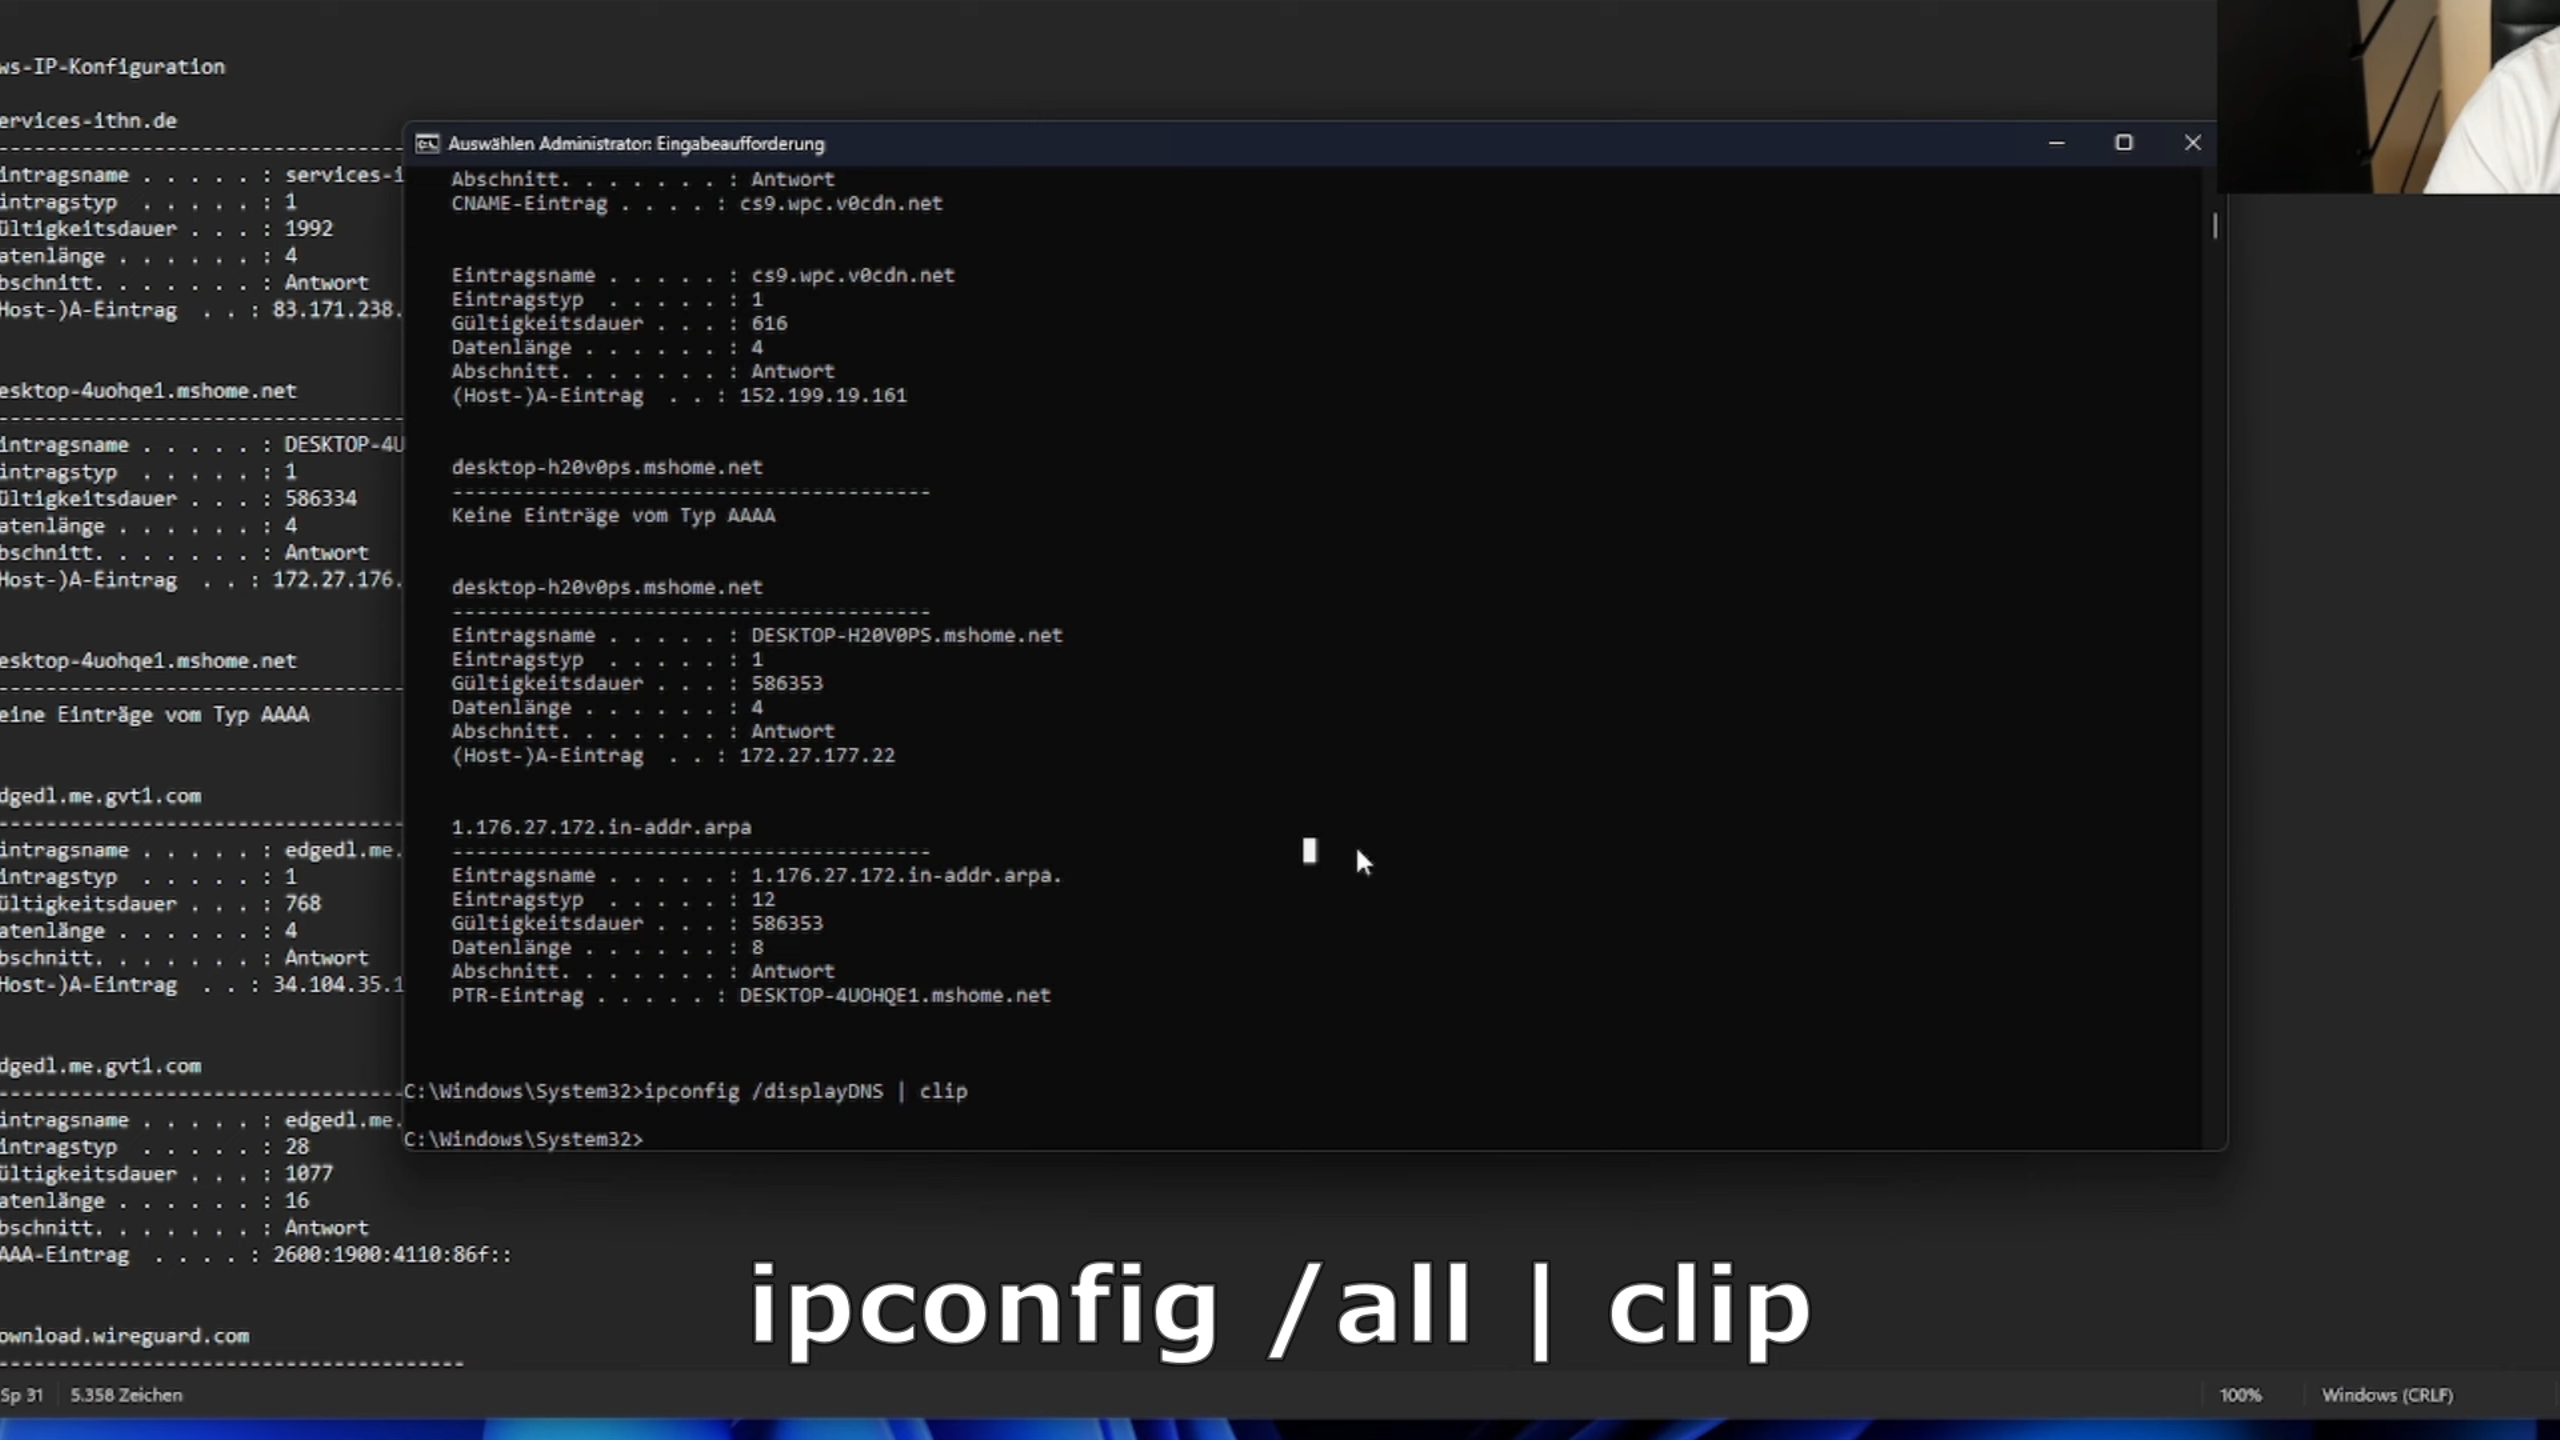 ws-IP-Konfiguration
ervices-ithn.de
----------------------------------
intragsname . . . . . : services-i
intragstyp  . . . . . : 1
ültigkeitsdauer . . . : 1992
atenlänge . . . . . . : 4
bschnitt. . . . . . . : Antwort
Host-)A-Eintrag  . . : 83.171.238.
esktop-4uohqe1.mshome.net
----------------------------------
intragsname . . . . . : DESKTOP-4U
intragstyp  . . . . . : 1
ültigkeitsdauer . . . : 586334
atenlänge . . . . . . : 4
bschnitt. . . . . . . : Antwort
Host-)A-Eintrag  . . : 172.27.176.
esktop-4uohqe1.mshome.net
----------------------------------
eine Einträge vom Typ AAAA
dgedl.me.gvt1.com
----------------------------------
intragsname . . . . . : edgedl.me.
intragstyp  . . . . . : 1
ültigkeitsdauer . . . : 768
atenlänge . . . . . . : 4
bschnitt. . . . . . . : Antwort
Host-)A-Eintrag  . . : 34.104.35.1
dgedl.me.gvt1.com
----------------------------------
intragsname . . . . . : edgedl.me.
intragstyp  . . . . . : 28
ültigkeitsdauer . . . : 1077
atenlänge . . . . . . : 16
bschnitt. . . . . . . : Antwort
AAA-Eintrag  . . . . : 2600:1900:4110:86f::
ownload.wireguard.com
---------------------------------------
Auswählen Administrator: Eingabeaufforderung
Abschnitt. . . . . . . : Antwort
CNAME-Eintrag . . . . : cs9.wpc.v0cdn.net
Eintragsname . . . . . : cs9.wpc.v0cdn.net
Eintragstyp  . . . . . : 1
Gültigkeitsdauer . . . : 616
Datenlänge . . . . . . : 4
Abschnitt. . . . . . . : Antwort
(Host-)A-Eintrag  . . : 152.199.19.161
desktop-h20v0ps.mshome.net
----------------------------------------
Keine Einträge vom Typ AAAA
desktop-h20v0ps.mshome.net
----------------------------------------
Eintragsname . . . . . : DESKTOP-H20V0PS.mshome.net
Eintragstyp  . . . . . : 1
Gültigkeitsdauer . . . : 586353
Datenlänge . . . . . . : 4
Abschnitt. . . . . . . : Antwort
(Host-)A-Eintrag  . . : 172.27.177.22
1.176.27.172.in-addr.arpa
----------------------------------------
Eintragsname . . . . . : 1.176.27.172.in-addr.arpa.
Eintragstyp  . . . . . : 12
Gültigkeitsdauer . . . : 586353
Datenlänge . . . . . . : 8
Abschnitt. . . . . . . : Antwort
PTR-Eintrag . . . . . : DESKTOP-4UOHQE1.mshome.net
C:\Windows\System32>ipconfig /displayDNS | clip
C:\Windows\System32>
ipconfig /all | clip
Sp 31 5.358 Zeichen 100% Windows (CRLF)